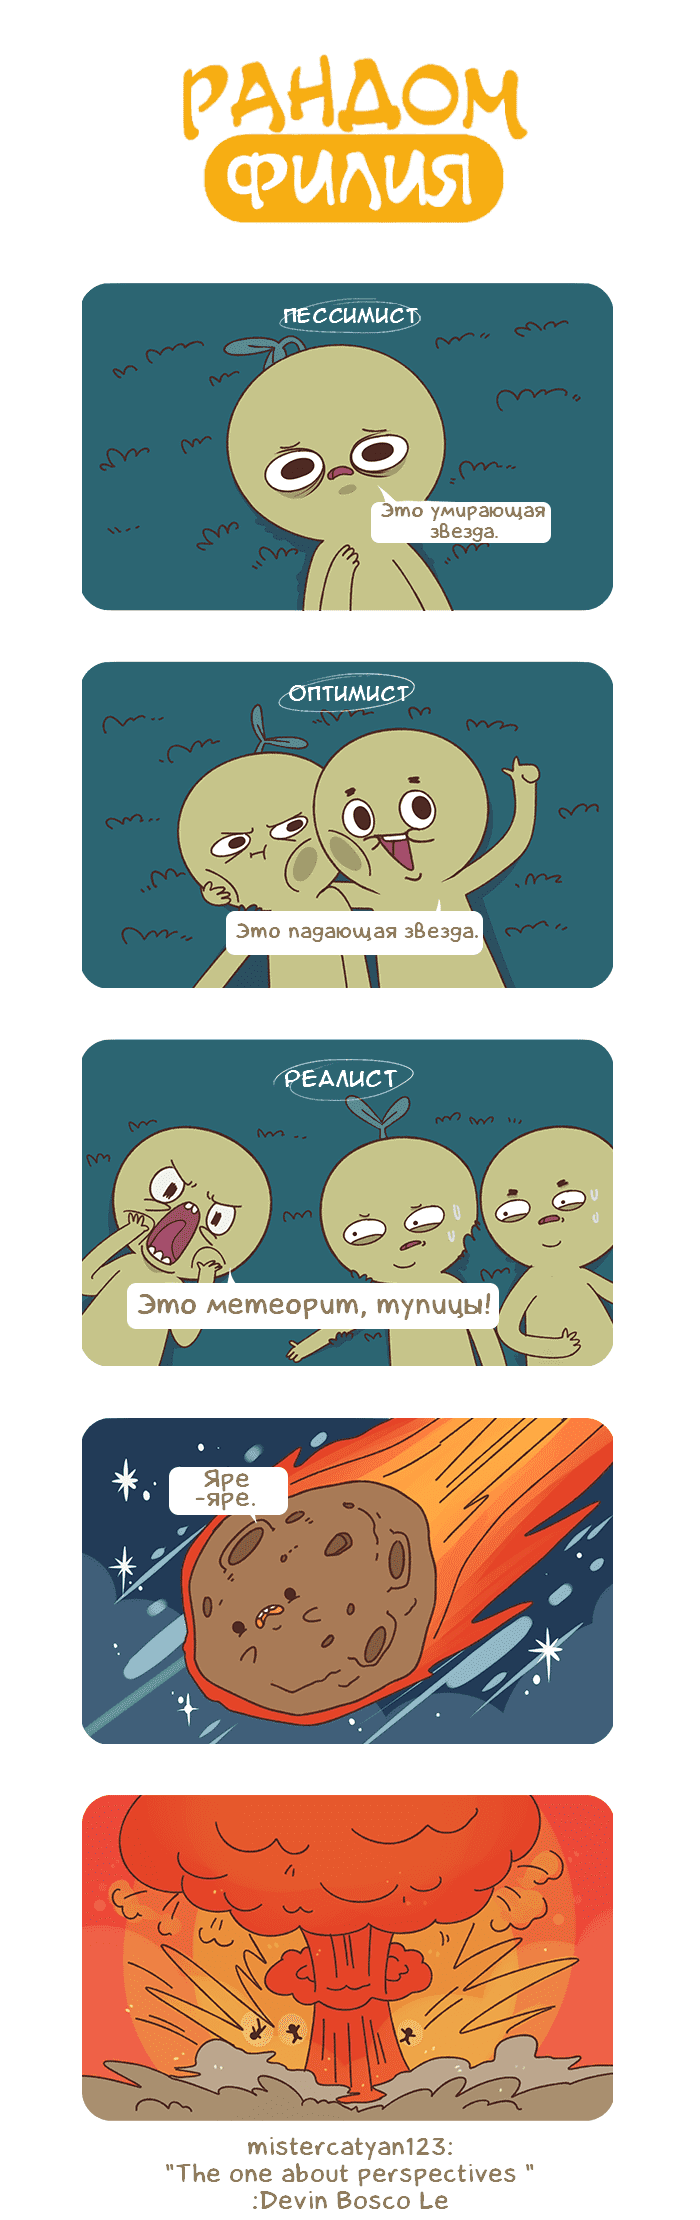 РАНДОМ
ФИЛИЯ
ПЕССИМИСТ
Это умирающая
звезда.
ОПТИМИСТ
Это падающая звезда.
РЕАЛИСТ
Это метеорит, тупицы!
Яре
-яре.
mistercatyan123:
"The one about perspectives "
:Devin Bosco Le